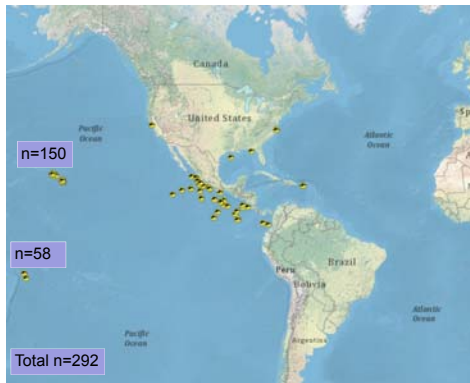 Canada
United States
Pacific
Ocean
Atlantic
Ocean
n=150
n=58
Brazil
Peru
Bolivia
Atlantic
Ocean
Pacific
Ocean
Argentina
Total n=292